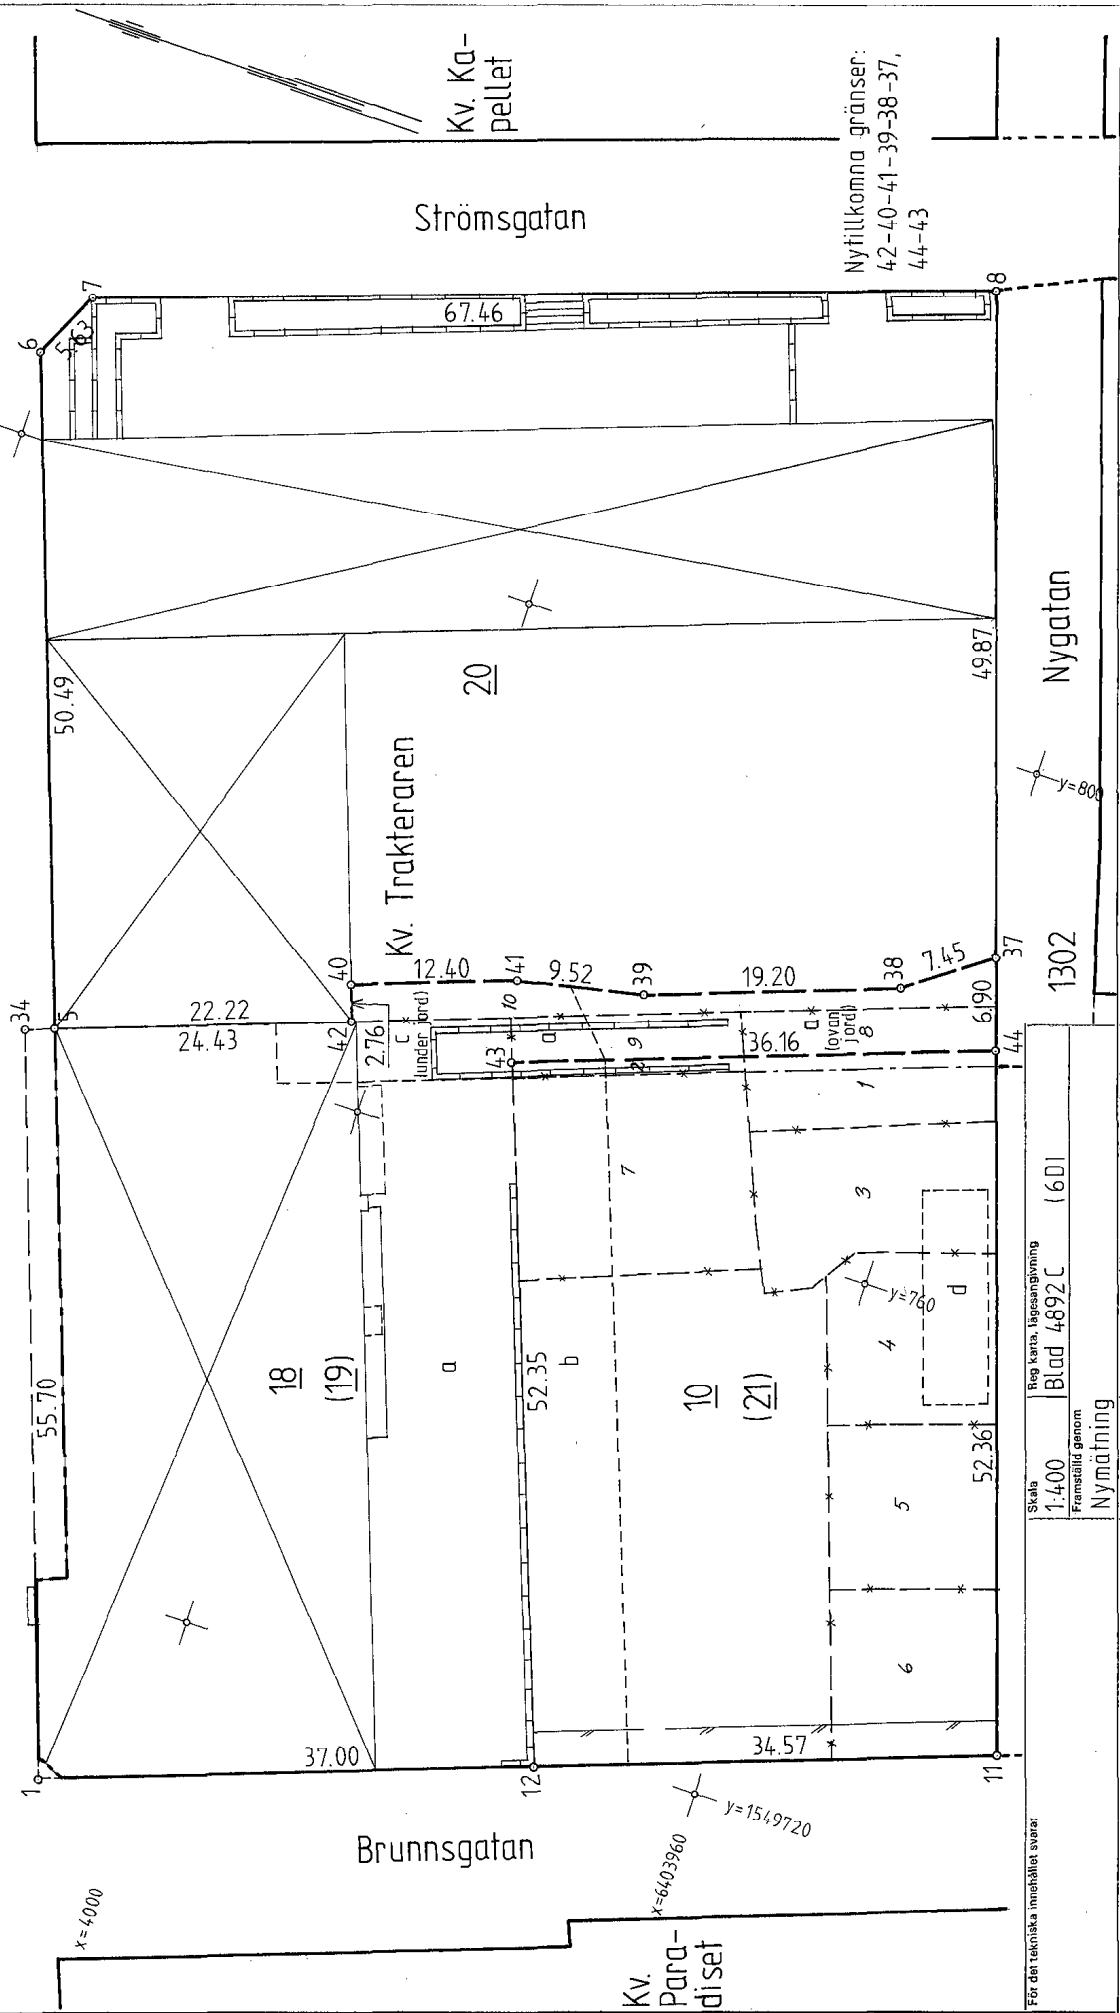 Kv. Ka-
pellet
Strömsgatan
Nytillkomna gränser:
42-40-41-39-38-37,
44-43
6
7
8
5.63
67.46
50.49
20
49.87
Nygatan
Kv. Trakteraren
y=800
1302
34
5
22.22
24.43
42
40
2.76
12.40
41
9.52
39
19.20
38
7.45
37
6.90
44
c
(under jord)
10
a
43
9
2
36.16
a
(ovan
jord)
8
1
7
3
4
d
5
6
y=760
55.70
18
(19)
a
52.35
b
10
(21)
52.36
37.00
34.57
1
12
11
Brunnsgatan
x=4000
x=6403960
y=1549720
Kv.
Para-
diset
Skala
1:400
Reg karta, lägesangivning
Blad 4892C (6D)
Framställd genom
Nymätning
För det tekniska innehållet svarar: